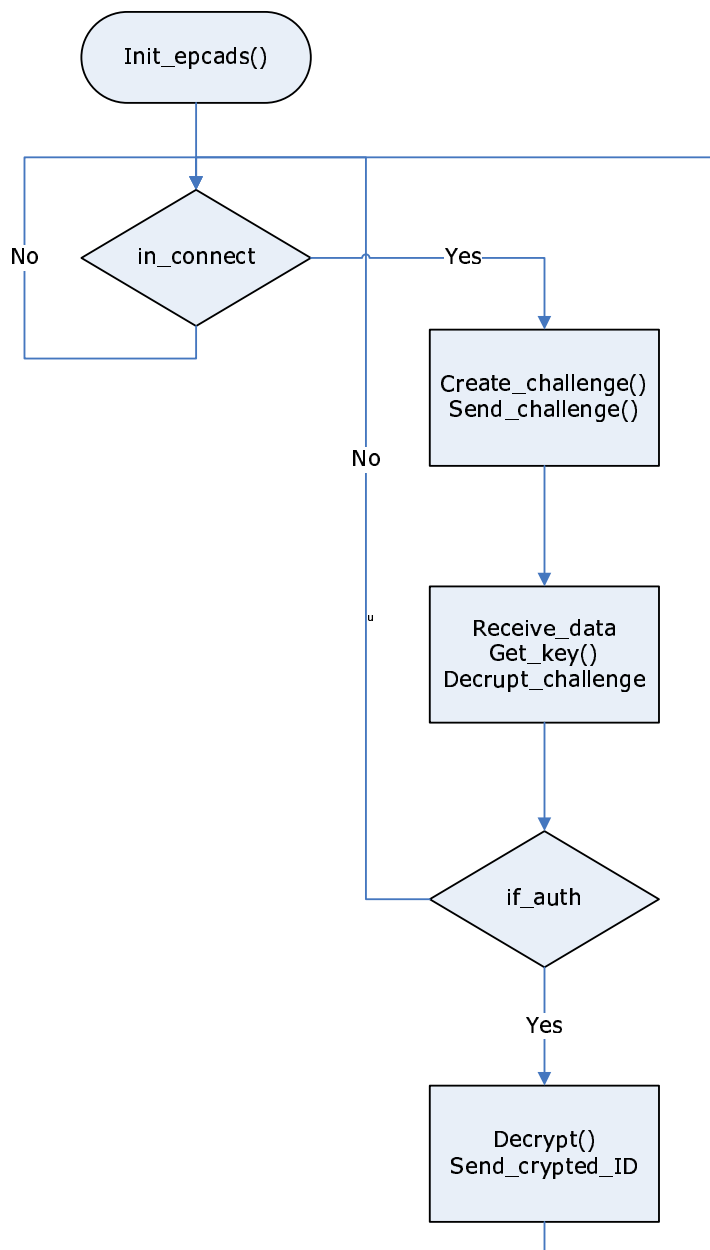 Init_epcads()
No
in_connect
Yes
Create_challenge()
Send_challenge()
No
u
Receive_data
Get_key()
Decrupt_challenge
if_auth
Yes
Decrypt()
Send_crypted_ID